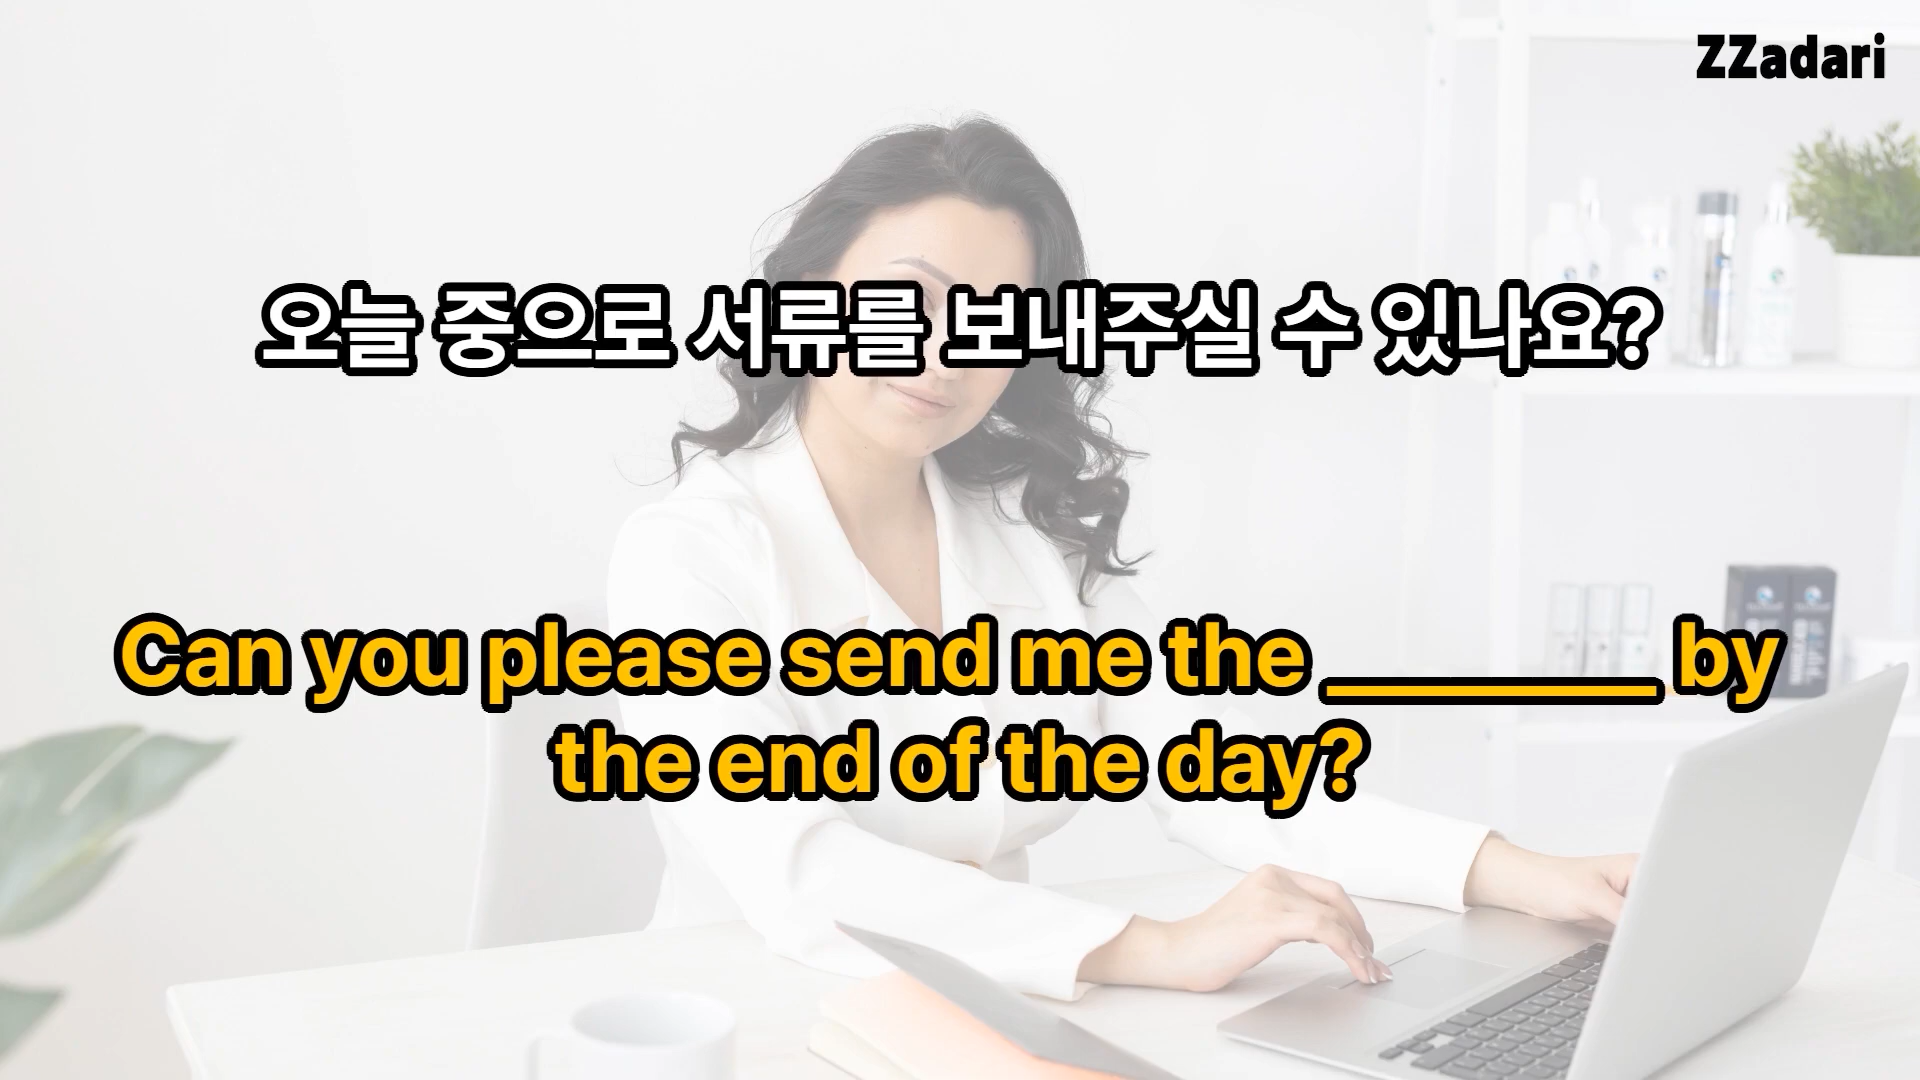 ZZadari
오늘 중으로 서류를 보내주실 수 있나요?
Can you please send me the ________ by
the end of the day?